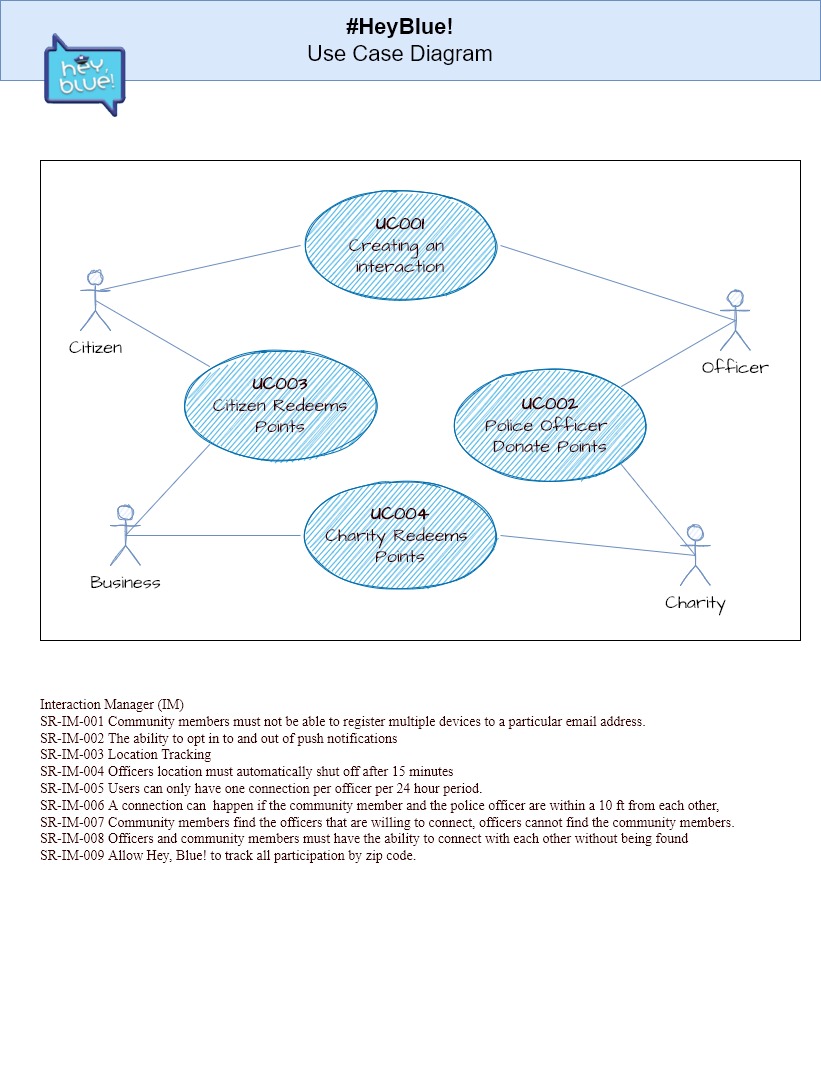 #HeyBlue!
Use Case Diagram
hey,
blue!
UC001
Creating an
interaction
Citizen
Officer
UC003
Citizen Redeems
Points
UC002
Police Officer
Donate Points
UC004
Charity Redeems
Points
Business
Charity
Interaction Manager (IM)
SR-IM-001 Community members must not be able to register multiple devices to a particular email address.
SR-IM-002 The ability to opt in to and out of push notifications
SR-IM-003 Location Tracking
SR-IM-004 Officers location must automatically shut off after 15 minutes
SR-IM-005 Users can only have one connection per officer per 24 hour period.
SR-IM-006 A connection can  happen if the community member and the police officer are within a 10 ft from each other,
SR-IM-007 Community members find the officers that are willing to connect, officers cannot find the community members.
SR-IM-008 Officers and community members must have the ability to connect with each other without being found
SR-IM-009 Allow Hey, Blue! to track all participation by zip code.